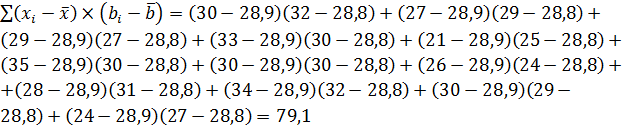 ∑(xᵢ − x̄) × (bᵢ − b̄) = (30 − 28,9)(32 − 28,8) + (27 − 28,9)(29 − 28,8) +
(29 − 28,9)(27 − 28,8) + (33 − 28,9)(30 − 28,8) + (21 − 28,9)(25 − 28,8) +
(35 − 28,9)(30 − 28,8) + (30 − 28,9)(30 − 28,8) + (26 − 28,9)(24 − 28,8) +
+(28 − 28,9)(31 − 28,8) + (34 − 28,9)(32 − 28,8) + (30 − 28,9)(29 −
28,8) + (24 − 28,9)(27 − 28,8) = 79,1